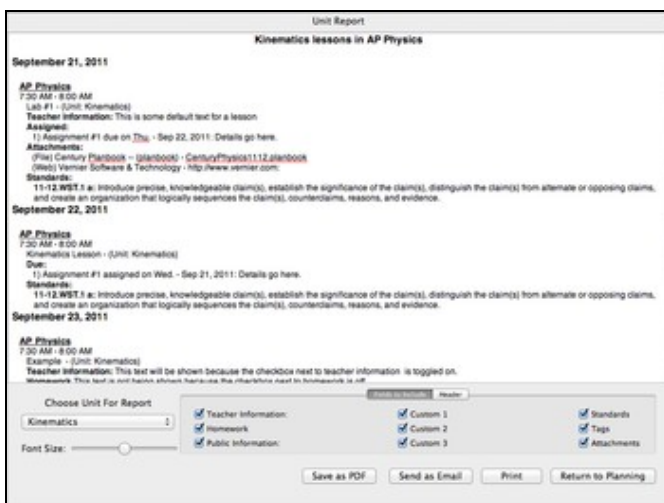 Unit Report
Kinematics lessons in AP Physics
September 21, 2011
AP Physics
7:30 AM - 8:00 AM
Lab #1 - (Unit: Kinematics)
Teacher Information: This is some default text for a lesson
Assigned:
1) Assignment #1 due on Thu. - Sep 22, 2011: Details go here.
Attachments:
(File) Century Planbook -- (planbook) - CenturyPhysics1112.planbook
(Web) Vernier Software & Technology - http://www.vernier.com:
Standards:
11-12.WST.1 a: Introduce precise, knowledgeable claim(s), establish the significance of the claim(s), distinguish the claim(s) from alternate or opposing claims,
and create an organization that logically sequences the claim(s), counterclaims, reasons, and evidence.
September 22, 2011
AP Physics
7:30 AM - 8:00 AM
Kinematics Lesson - (Unit: Kinematics)
Due:
1) Assignment #1 assigned on Wed. - Sep 21, 2011: Details go here.
Standards:
11-12.WST.1 a: Introduce precise, knowledgeable claim(s), establish the significance of the claim(s), distinguish the claim(s) from alternate or opposing claims,
and create an organization that logically sequences the claim(s), counterclaims, reasons, and evidence.
September 23, 2011
AP Physics
7:30 AM - 8:00 AM
Example - (Unit: Kinematics)
Teacher Information: This text will be shown because the checkbox next to teacher information is toggled on.
Homework This text is not being shown because the checkbox next to homework is off
Choose Unit For Report
Kinematics
Font Size:
Fields to Include Header
Teacher Information: Custom 1 Standards
Homework Custom 2 Tags
Public Information: Custom 3 Attachments
Save as PDF Send as Email Print Return to Planning